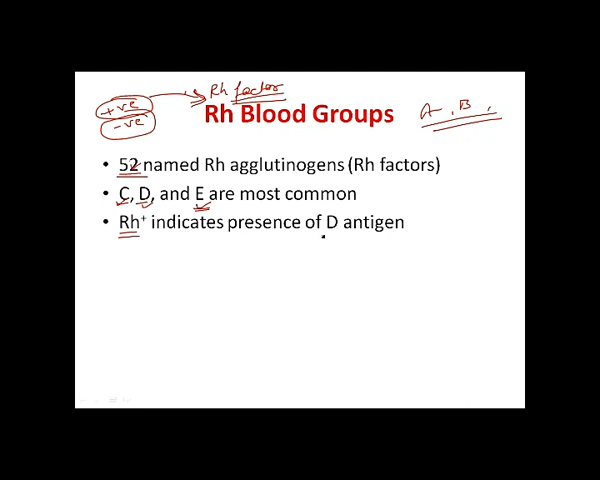 +ve
-ve
Rh factor
Rh Blood Groups
A, B,
• 52 named Rh agglutinogens (Rh factors)
• C, D, and E are most common
• Rh⁺ indicates presence of D antigen